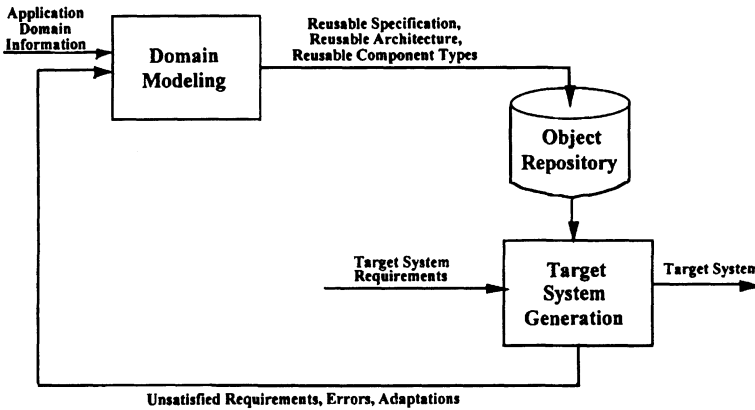 Application
Domain
Information
Domain
Modeling
Reusable Specification,
Reusable Architecture,
Reusable Component Types
Object
Repository
Target System
Requirements
Target
System
Generation
Target System
Unsatisfied Requirements, Errors, Adaptations